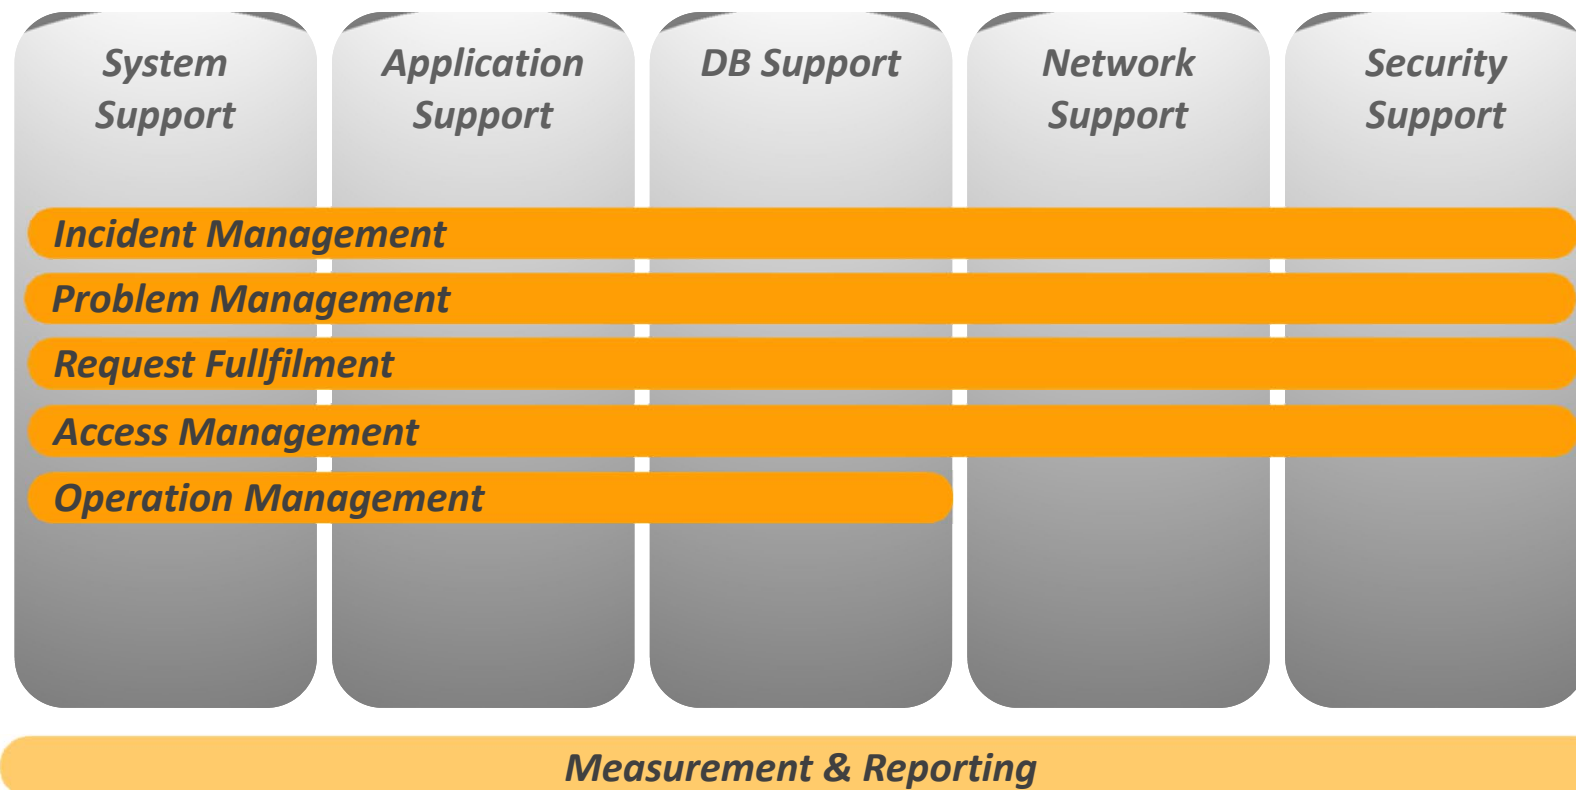 System
Support
Application
Support
DB Support
Network
Support
Security
Support
Incident Management
Problem Management
Request Fullfilment
Access Management
Operation Management
Measurement & Reporting